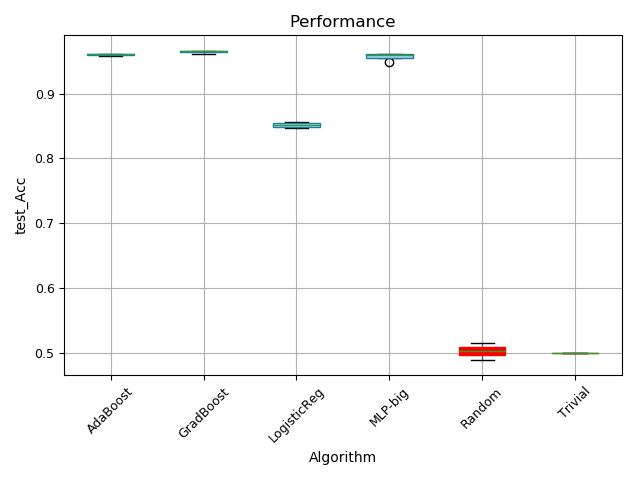 Performance
test_Acc
0.9
0.8
0.7
0.6
0.5
AdaBoost
GradBoost
LogisticReg
MLP-big
Random
Trivial
Algorithm